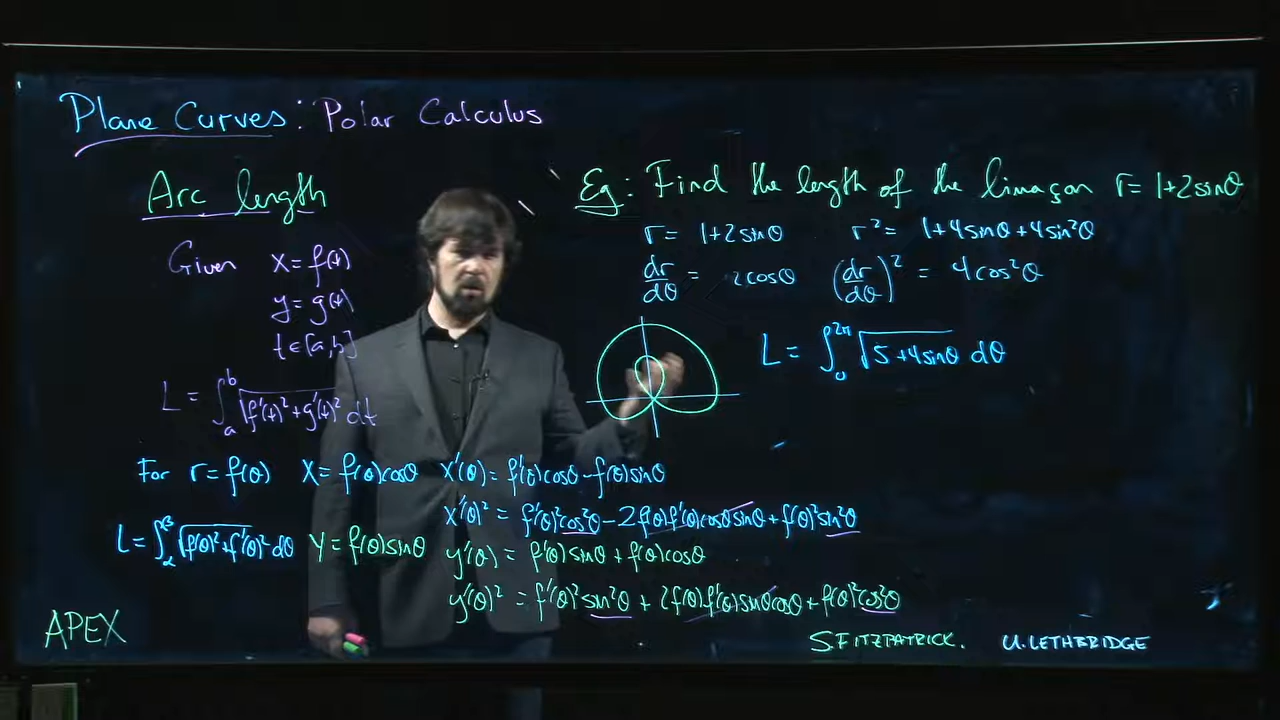 Plane Curves: Polar Calculus
Arc length
Given x = f(t)
y = g(t)
t ∈ [a,b]
L = ∫_a^b √(f'(t)² + g'(t)²) dt
Eg: Find the length of the limaçon r = 1+2sinθ
r = 1+2sinθ r² = 1+4sinθ+4sin²θ
dr/dθ = 2cosθ (dr/dθ)² = 4cos²θ
L = ∫_0^{2π} √(5+4sinθ) dθ
For r = f(θ) X = f(θ)cosθ x'(θ) = f'(θ)cosθ - f(θ)sinθ
x'(θ)² = f'(θ)²cos²θ - 2f(θ)f'(θ)cosθsinθ + f(θ)²sin²θ
L = ∫_α^β √(f(θ)² + f'(θ)²) dθ y = f(θ)sinθ y'(θ) = f'(θ)sinθ + f(θ)cosθ
y'(θ)² = f'(θ)²sin²θ + 2f(θ)f'(θ)sinθcosθ + f(θ)²cos²θ
APEX
S.FITZPATRICK. U.LETHBRIDGE